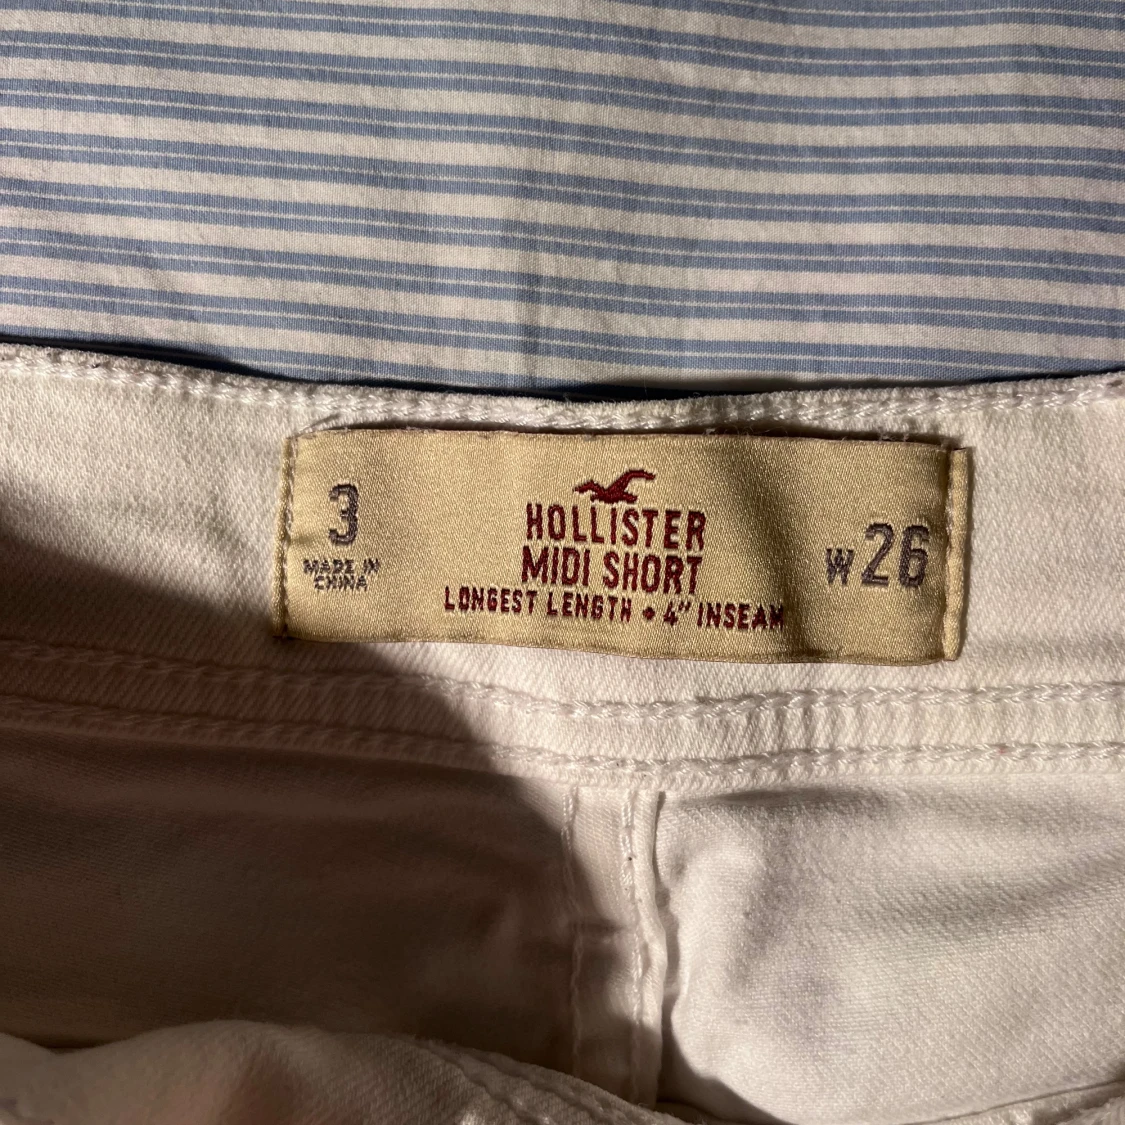 3
MADE IN
CHINA
HOLLISTER
MIDI SHORT
LONGEST LENGTH • 4" INSEAM
W26